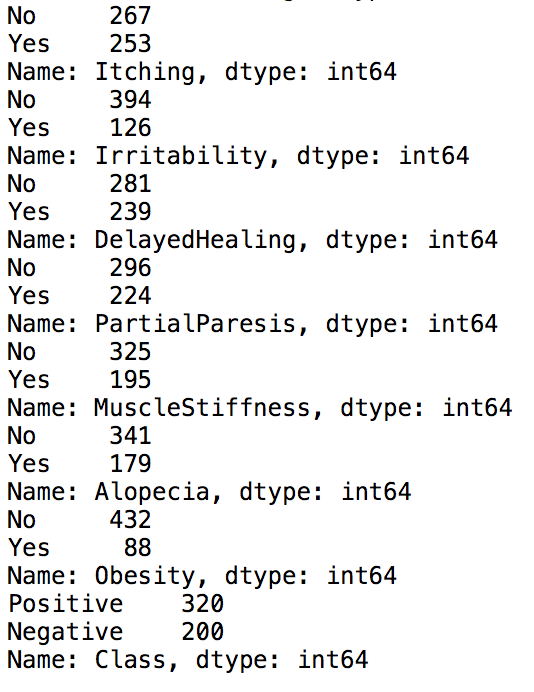 No     267
Yes    253
Name: Itching, dtype: int64
No     394
Yes    126
Name: Irritability, dtype: int64
No     281
Yes    239
Name: DelayedHealing, dtype: int64
No     296
Yes    224
Name: PartialParesis, dtype: int64
No     325
Yes    195
Name: MuscleStiffness, dtype: int64
No     341
Yes    179
Name: Alopecia, dtype: int64
No     432
Yes     88
Name: Obesity, dtype: int64
Positive    320
Negative    200
Name: Class, dtype: int64